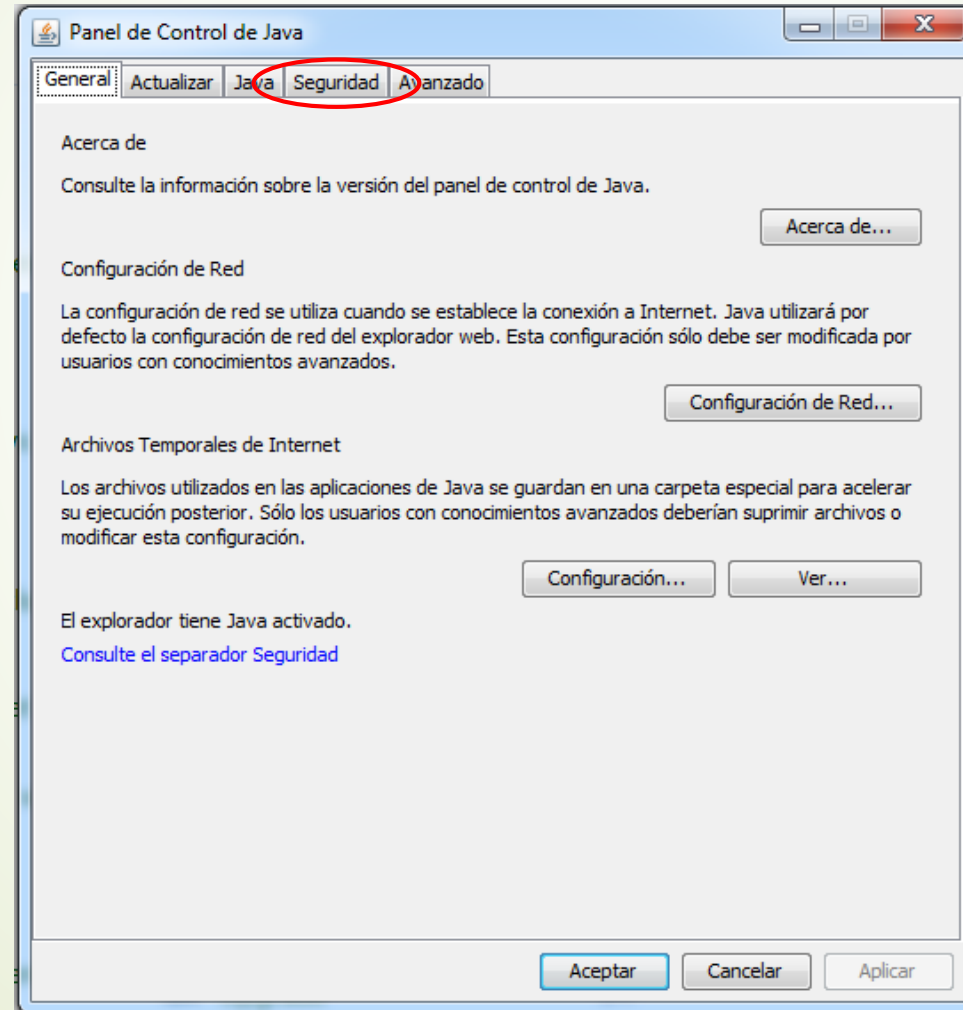 Panel de Control de Java
General Actualizar Java Seguridad Avanzado
Acerca de
Consulte la información sobre la versión del panel de control de Java.
Acerca de...
Configuración de Red
La configuración de red se utiliza cuando se establece la conexión a Internet. Java utilizará por
defecto la configuración de red del explorador web. Esta configuración sólo debe ser modificada por
usuarios con conocimientos avanzados.
Configuración de Red...
Archivos Temporales de Internet
Los archivos utilizados en las aplicaciones de Java se guardan en una carpeta especial para acelerar
su ejecución posterior. Sólo los usuarios con conocimientos avanzados deberían suprimir archivos o
modificar esta configuración.
Configuración... Ver...
El explorador tiene Java activado.
Consulte el separador Seguridad
Aceptar Cancelar Aplicar